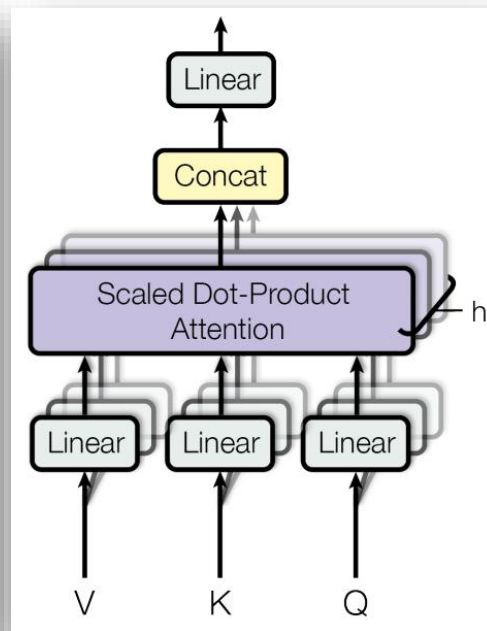 Linear
Concat
Scaled Dot-Product
Attention
h
Linear
Linear
Linear
V
K
Q